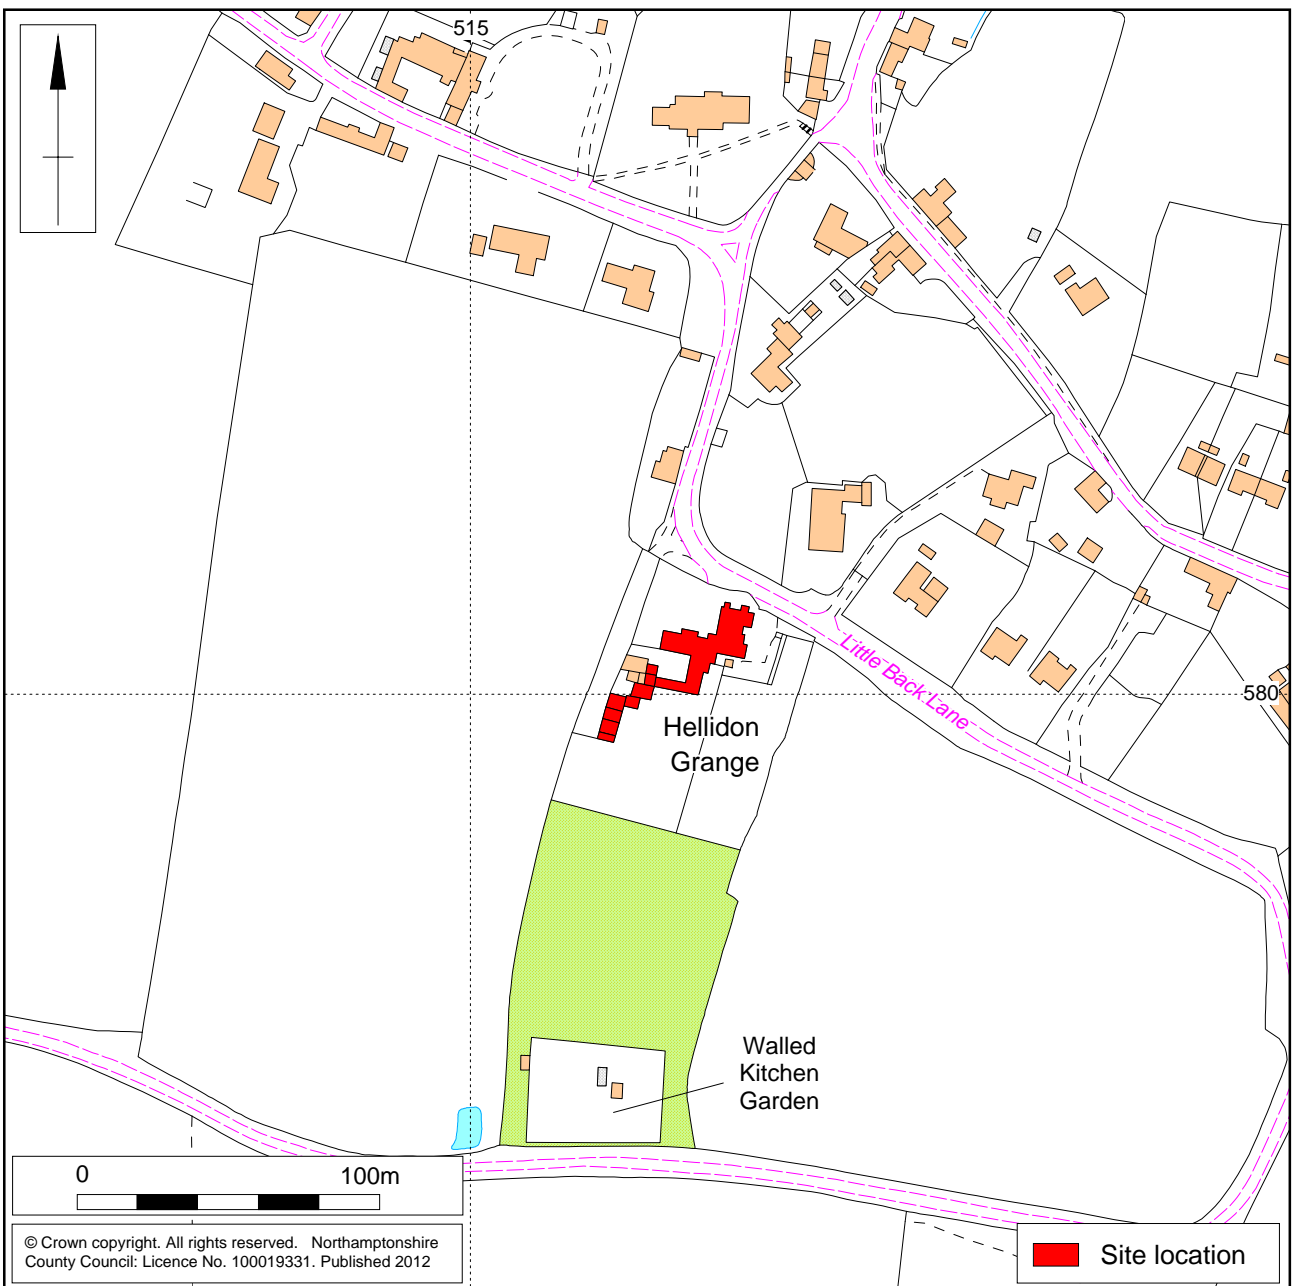 515
580
Little Back Lane
Hellidon
Grange
Walled
Kitchen
Garden
0 100m
© Crown copyright. All rights reserved. Northamptonshire
County Council: Licence No. 100019331. Published 2012
Site location